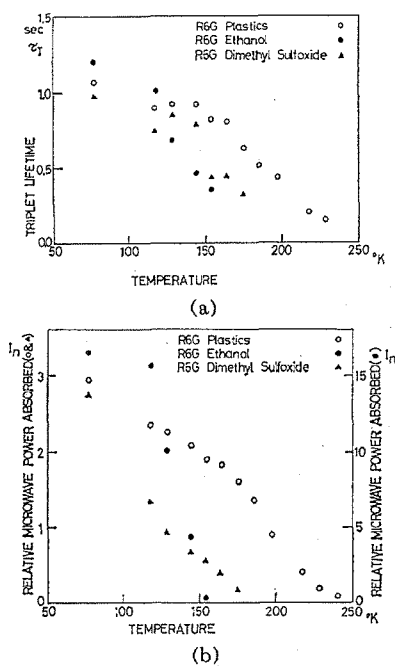 sec
τT
R6G Plastics
R6G Ethanol
R6G Dimethyl Sulfoxide
1.5
1.0
0.5
0.0
TRIPLET LIFETIME
50
100
150
200
250
°K
TEMPERATURE
(a)
In
R6G Plastics
R6G Ethanol
R6G Dimethyl Sulfoxide
3
2
1
0
RELATIVE MICROWAVE POWER ABSORBED(o&▲)
In
15
10
5
0
RELATIVE MICROWAVE POWER ABSORBED(●)
50
100
150
200
250
°K
TEMPERATURE
(b)